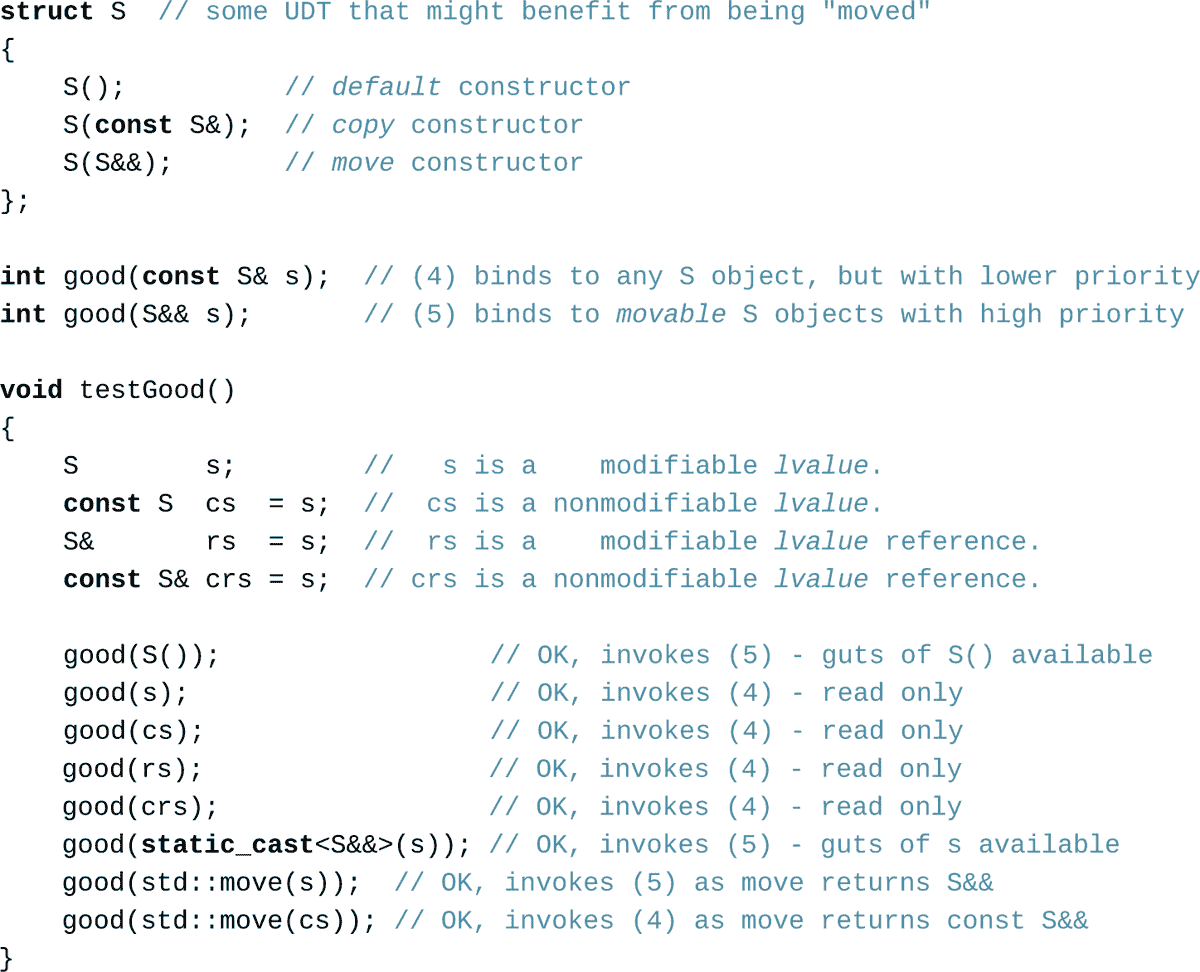 struct S  // some UDT that might benefit from being "moved"
{
    S();          // default constructor
    S(const S&);  // copy constructor
    S(S&&);       // move constructor
};

int good(const S& s);  // (4) binds to any S object, but with lower priority
int good(S&& s);       // (5) binds to movable S objects with high priority

void testGood()
{
    S        s;        //   s is a    modifiable lvalue.
    const S  cs  = s;  //  cs is a nonmodifiable lvalue.
    S&       rs  = s;  //  rs is a    modifiable lvalue reference.
    const S& crs = s;  // crs is a nonmodifiable lvalue reference.

    good(S());                 // OK, invokes (5) - guts of S() available
    good(s);                   // OK, invokes (4) - read only
    good(cs);                  // OK, invokes (4) - read only
    good(rs);                  // OK, invokes (4) - read only
    good(crs);                 // OK, invokes (4) - read only
    good(static_cast<S&&>(s)); // OK, invokes (5) - guts of s available
    good(std::move(s));  // OK, invokes (5) as move returns S&&
    good(std::move(cs)); // OK, invokes (4) as move returns const S&&
}